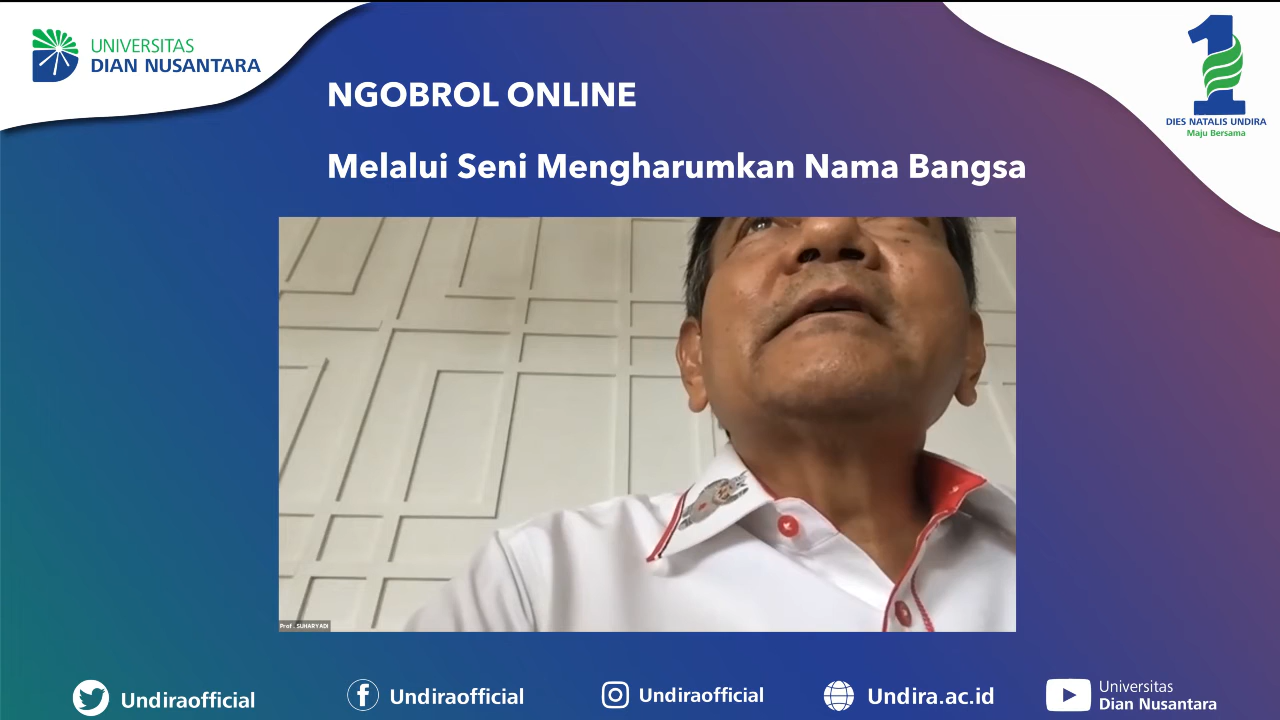 UNIVERSITAS
DIAN NUSANTARA
1
DIES NATALIS UNDIRA
Maju Bersama
NGOBROL ONLINE
Melalui Seni Mengharumkan Nama Bangsa
Prof . SUHARYADI
Undiraofficial
Undiraofficial
Undiraofficial
Undira.ac.id
Universitas
Dian Nusantara